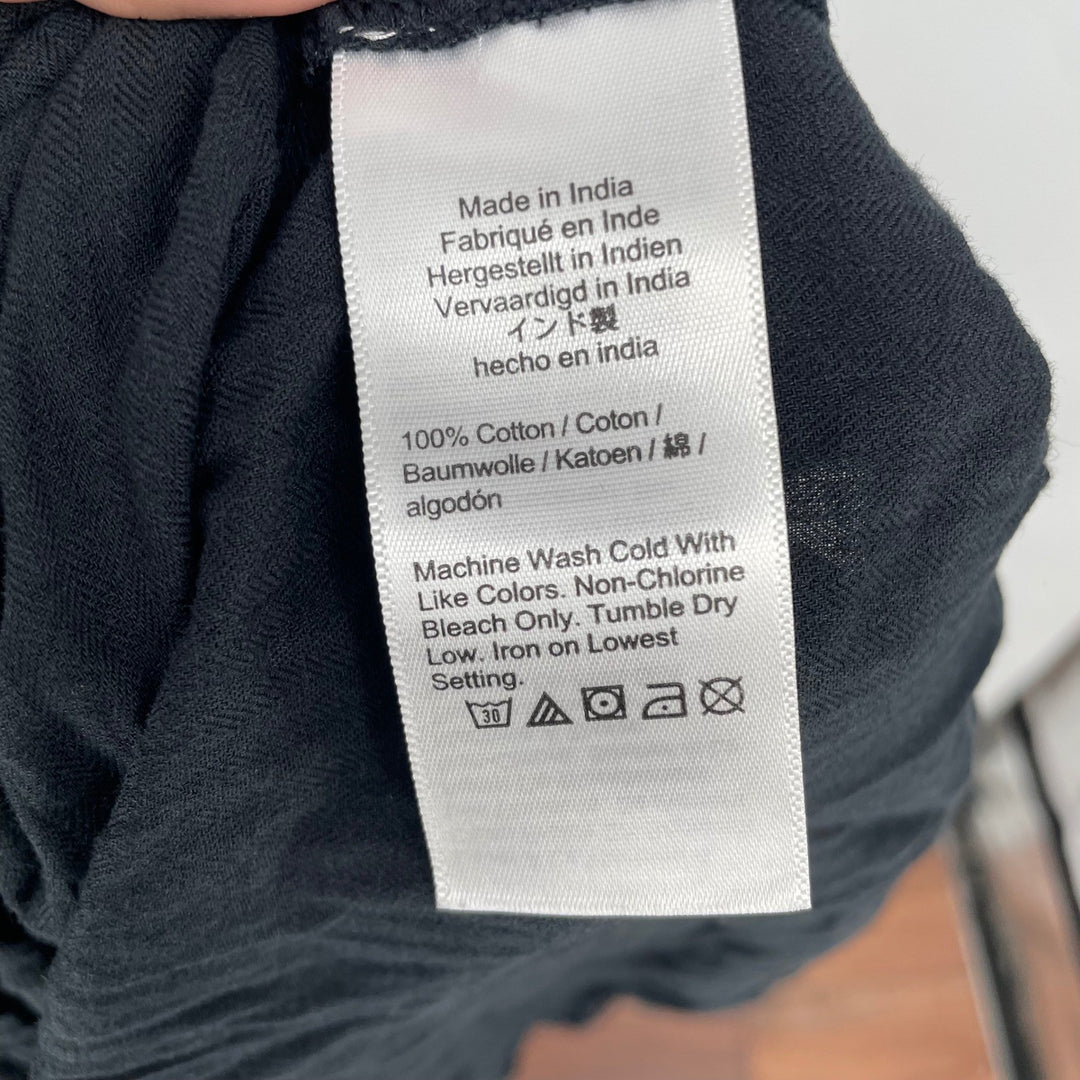 Made in India
Fabriqué en Inde
Hergestellt in Indien
Vervaardigd in India
インド製
hecho en india
100% Cotton / Coton /
Baumwolle / Katoen / 綿 /
algodón
Machine Wash Cold With
Like Colors. Non-Chlorine
Bleach Only. Tumble Dry
Low. Iron on Lowest
Setting.
30